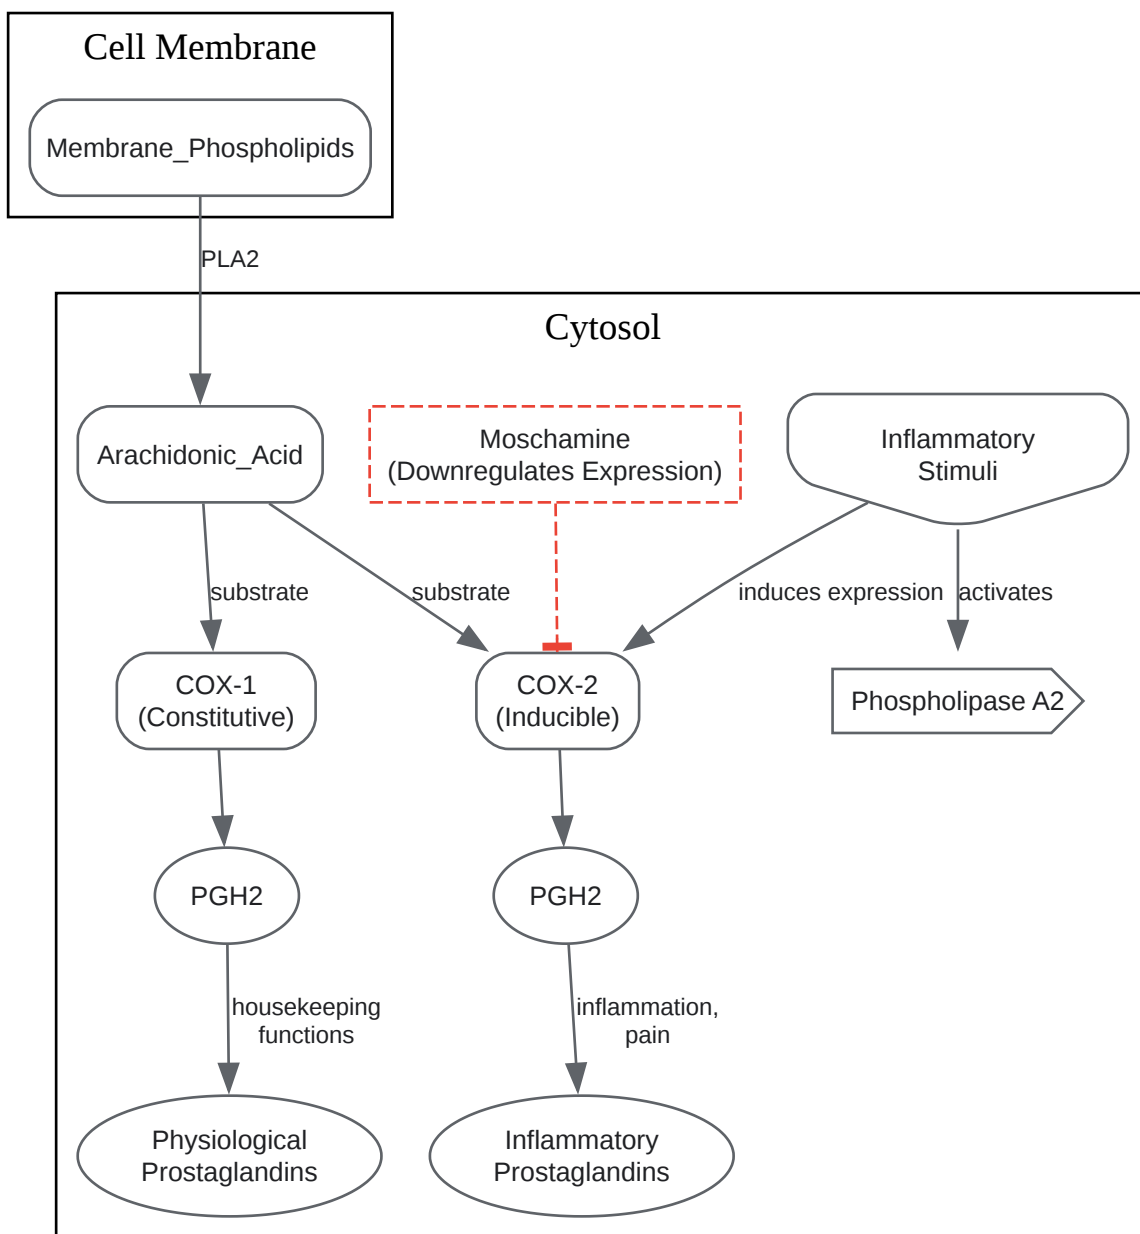 Cell Membrane
Membrane_Phospholipids
PLA2
Cytosol
Arachidonic_Acid
Moschamine
(Downregulates Expression)
Inflammatory
Stimuli
substrate
substrate
induces expression
activates
COX-1
(Constitutive)
COX-2
(Inducible)
Phospholipase A2
PGH2
PGH2
housekeeping
functions
inflammation,
pain
Physiological
Prostaglandins
Inflammatory
Prostaglandins